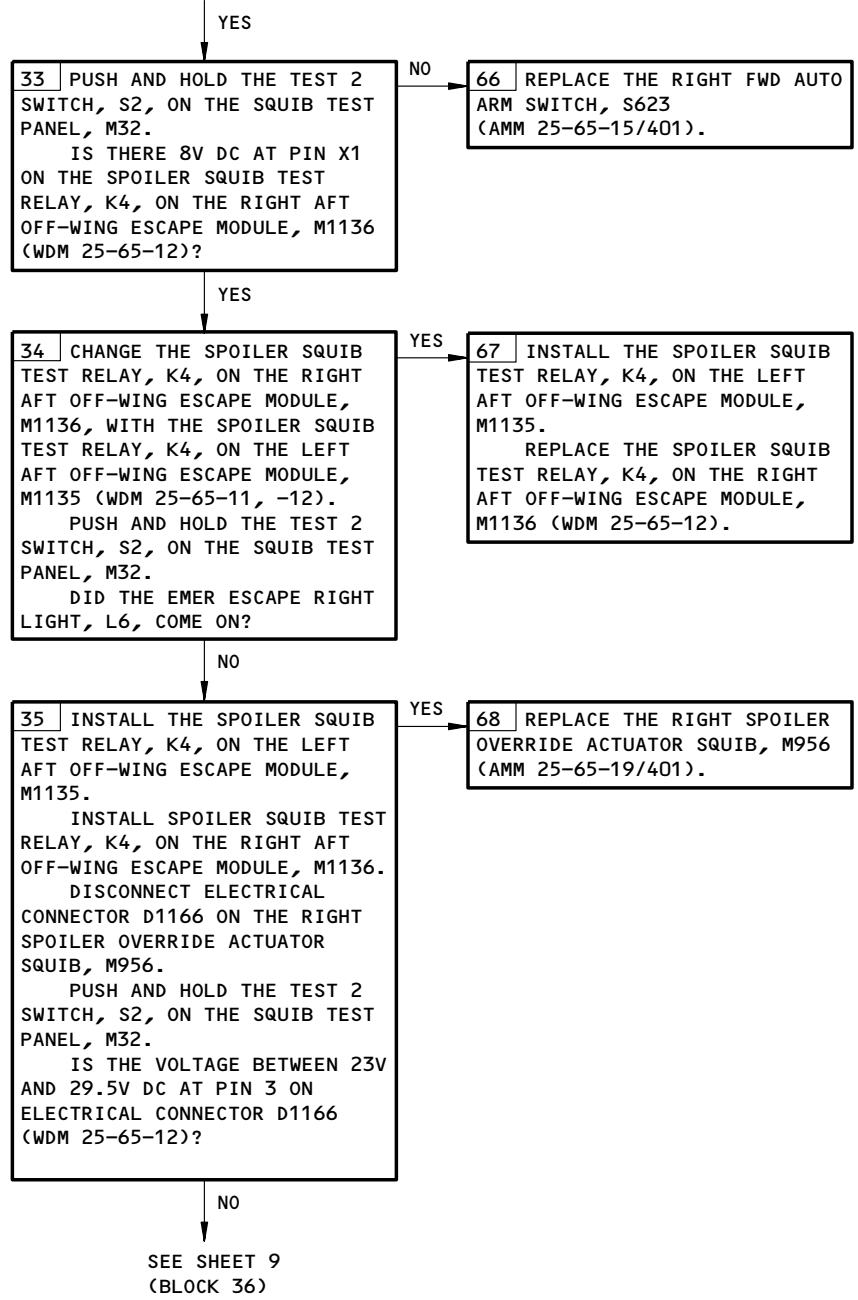 YES
33 PUSH AND HOLD THE TEST 2
SWITCH, S2, ON THE SQUIB TEST
PANEL, M32.
IS THERE 8V DC AT PIN X1
ON THE SPOILER SQUIB TEST
RELAY, K4, ON THE RIGHT AFT
OFF-WING ESCAPE MODULE, M1136
(WDM 25-65-12)?
NO
66 REPLACE THE RIGHT FWD AUTO
ARM SWITCH, S623
(AMM 25-65-15/401).
YES
34 CHANGE THE SPOILER SQUIB
TEST RELAY, K4, ON THE RIGHT
AFT OFF-WING ESCAPE MODULE,
M1136, WITH THE SPOILER SQUIB
TEST RELAY, K4, ON THE LEFT
AFT OFF-WING ESCAPE MODULE,
M1135 (WDM 25-65-11, -12).
PUSH AND HOLD THE TEST 2
SWITCH, S2, ON THE SQUIB TEST
PANEL, M32.
DID THE EMER ESCAPE RIGHT
LIGHT, L6, COME ON?
YES
67 INSTALL THE SPOILER SQUIB
TEST RELAY, K4, ON THE LEFT
AFT OFF-WING ESCAPE MODULE,
M1135.
REPLACE THE SPOILER SQUIB
TEST RELAY, K4, ON THE RIGHT
AFT OFF-WING ESCAPE MODULE,
M1136 (WDM 25-65-12).
NO
35 INSTALL THE SPOILER SQUIB
TEST RELAY, K4, ON THE LEFT
AFT OFF-WING ESCAPE MODULE,
M1135.
INSTALL SPOILER SQUIB TEST
RELAY, K4, ON THE RIGHT AFT
OFF-WING ESCAPE MODULE, M1136.
DISCONNECT ELECTRICAL
CONNECTOR D1166 ON THE RIGHT
SPOILER OVERRIDE ACTUATOR
SQUIB, M956.
PUSH AND HOLD THE TEST 2
SWITCH, S2, ON THE SQUIB TEST
PANEL, M32.
IS THE VOLTAGE BETWEEN 23V
AND 29.5V DC AT PIN 3 ON
ELECTRICAL CONNECTOR D1166
(WDM 25-65-12)?
YES
68 REPLACE THE RIGHT SPOILER
OVERRIDE ACTUATOR SQUIB, M956
(AMM 25-65-19/401).
NO
SEE SHEET 9
(BLOCK 36)